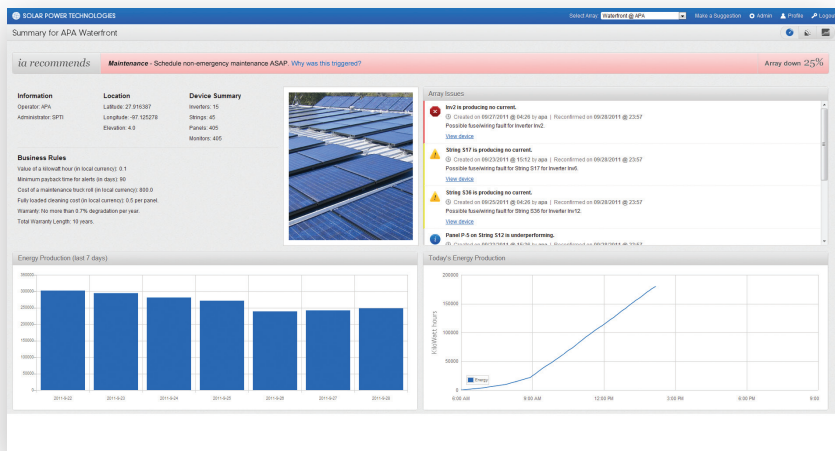 SOLAR POWER TECHNOLOGIES
Select Array Waterfront @ APA Make a Suggestion Admin Profile Logout
Summary for APA Waterfront
ia recommends Maintenance - Schedule non-emergency maintenance ASAP. Why was this triggered? Array down 25%
Information
Operator: APA
Administrator: SPTI
Location
Latitude: 27.916387
Longitude: -97.125278
Elevation: 4.0
Device Summary
Inverters: 15
Strings: 45
Panels: 405
Monitors: 405
Business Rules
Value of a kilowatt hour (in local currency): 0.1
Minimum payback time for alerts (in days): 90
Cost of a maintenance truck roll (in local currency): 800.0
Fully loaded cleaning cost (in local currency): 0.5 per panel.
Warranty: No more than 0.7% degradation per year.
Total Warranty Length: 10 years.
Array Issues
Inv2 is producing no current.
Created on 09/27/2011 @ 04:26 by apa | Reconfirmed on 09/28/2011 @ 23:57
Possible fuse/wiring fault for Inverter Inv2.
View device
String S17 is producing no current.
Created on 09/23/2011 @ 15:12 by apa | Reconfirmed on 09/28/2011 @ 23:57
Possible fuse/wiring fault for String S17 for Inverter Inv6.
View device
String S36 is producing no current.
Created on 09/25/2011 @ 04:26 by apa | Reconfirmed on 09/28/2011 @ 23:57
Possible fuse/wiring fault for String S36 for Inverter Inv12.
View device
Panel P-5 on String S12 is underperforming.
Energy Production (last 7 days)
350000
300000
250000
200000
150000
100000
50000
0
2011-9-22 2011-9-23 2011-9-24 2011-9-25 2011-9-26 2011-9-27 2011-9-28
Today's Energy Production
KiloWatt hours
200000
150000
100000
50000
0
Energy
6:00 AM 9:00 AM 12:00 PM 3:00 PM 6:00 PM 9:00